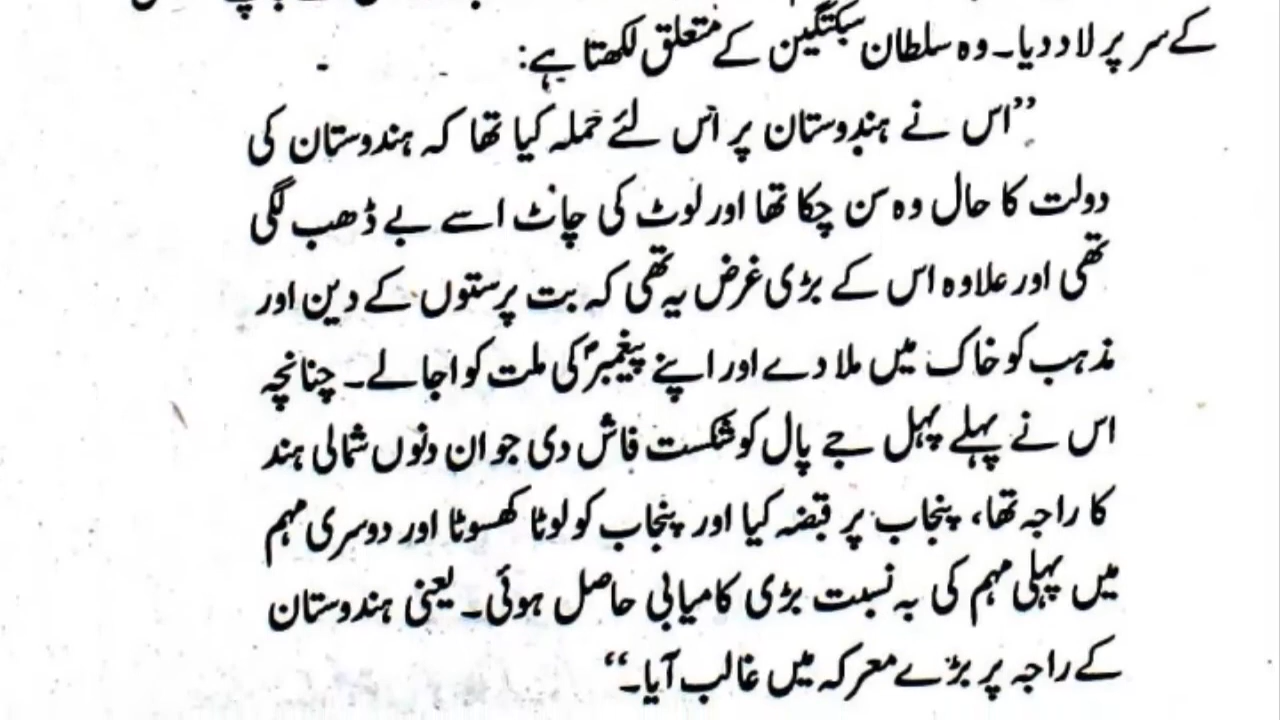 کے سر پر لاد دیا۔ وہ سلطان سبکتگین کے متعلق لکھتا ہے:
”اس نے ہندوستان پر اس لئے حملہ کیا تھا کہ ہندوستان کی
دولت کا حال وہ سن چکا تھا اور لوٹ کی چاٹ اسے بے ڈھب لگی
تھی اور علاوہ اس کے بڑی غرض یہ تھی کہ بت پرستوں کے دین اور
مذہب کو خاک میں ملا دے اور اپنے پیغمبرؐ کی ملت کو اجالے۔ چنانچہ
اس نے پہلے پہل جے پال کو شکست فاش دی جو ان دنوں شمالی ہند
کا راجہ تھا، پنجاب پر قبضہ کیا اور پنجاب کو لوٹا کھسوٹا اور دوسری مہم
میں پہلی مہم کی بہ نسبت بڑی کامیابی حاصل ہوئی۔ یعنی ہندوستان
کے راجہ پر بڑے معرکہ میں غالب آیا۔“